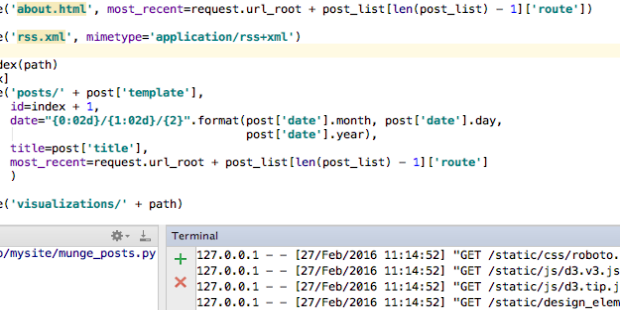 e('about.html', most_recent=request.url_root + post_list[len(post_list) - 1]['route'])
e('rss.xml', mimetype='application/rss+xml')
dex(path)
x]
e('posts/' + post['template'],
id=index + 1,
date="{0:02d}/{1:02d}/{2}".format(post['date'].month, post['date'].day,
post['date'].year),
title=post['title'],
most_recent=request.url_root + post_list[len(post_list) - 1]['route']
)
e('visualizations/' + path)
Terminal
o/mysite/munge_posts.py
127.0.0.1 - - [27/Feb/2016 11:14:52] "GET /static/css/roboto.
127.0.0.1 - - [27/Feb/2016 11:14:52] "GET /static/js/d3.v3.js
127.0.0.1 - - [27/Feb/2016 11:14:52] "GET /static/js/d3.tip.j
127.0.0.1 - - [27/Feb/2016 11:14:52] "GET /static/design_elem